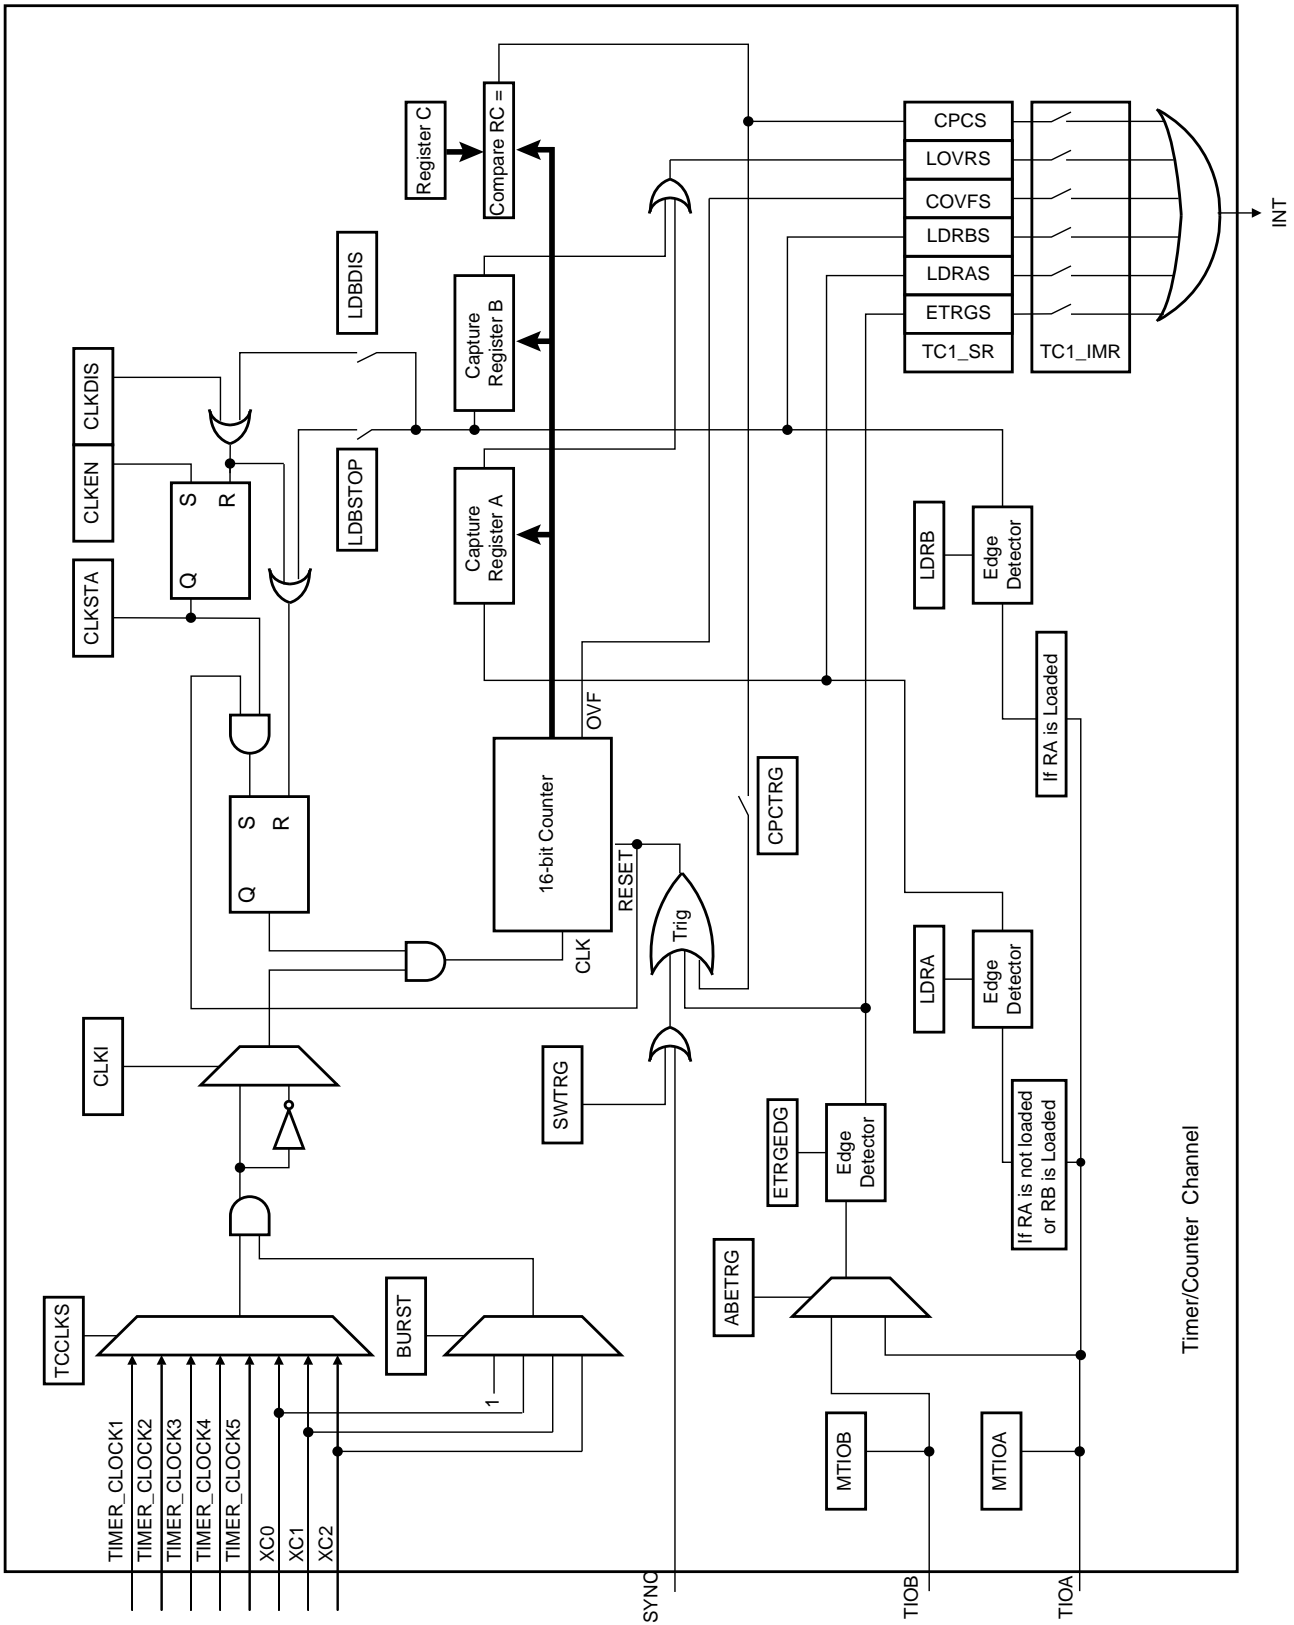 TCCLKS
TIMER_CLOCK1
TIMER_CLOCK2
TIMER_CLOCK3
TIMER_CLOCK4
TIMER_CLOCK5
XC0
XC1
XC2
CLKI
CLKSTA
CLKEN
CLKDIS
Q
S
R
Q
S
R
BURST
1
LDBSTOP
LDBDIS
Register C
Compare RC =
Capture
Register A
Capture
Register B
16-bit Counter
CLK
RESET
OVF
SWTRG
SYNC
Trig
CPCTRG
ABETRG
ETRGEDG
Edge
Detector
MTIOB
TIOB
MTIOA
TIOA
LDRA
Edge
Detector
If RA is not loaded
or RB is Loaded
LDRB
Edge
Detector
If RA is Loaded
CPCS
LOVRS
COVFS
LDRBS
LDRAS
ETRGS
TC1_SR
TC1_IMR
INT
Timer/Counter Channel